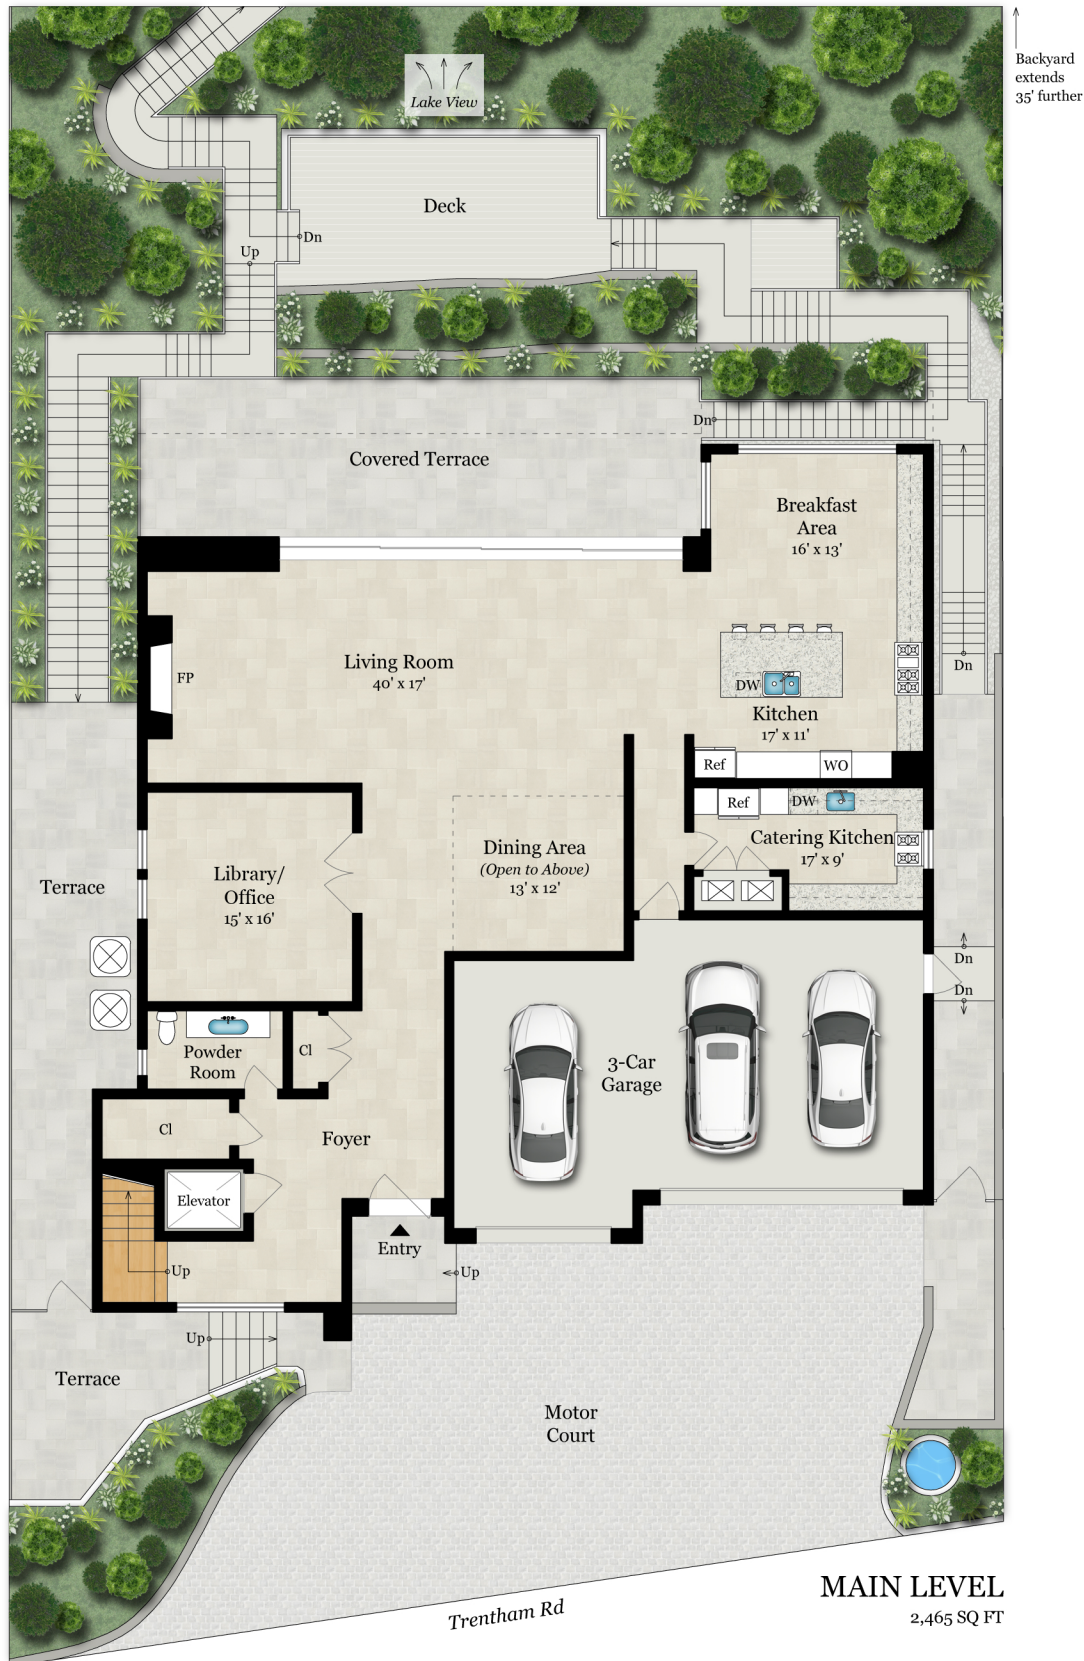 Backyard
extends
35' further
Lake View
Deck
Dn
Up
Dn
Covered Terrace
Breakfast
Area
16' x 13'
Living Room
40' x 17'
FP
DW
Kitchen
17' x 11'
Dn
Ref
WO
Ref
DW
Catering Kitchen
17' x 9'
Dining Area
(Open to Above)
13' x 12'
Library/
Office
15' x 16'
Terrace
Dn
Dn
Powder
Room
Cl
3-Car
Garage
Cl
Foyer
Elevator
Entry
Up
Up
Up
Terrace
Motor
Court
MAIN LEVEL
2,465 SQ FT
Trentham Rd